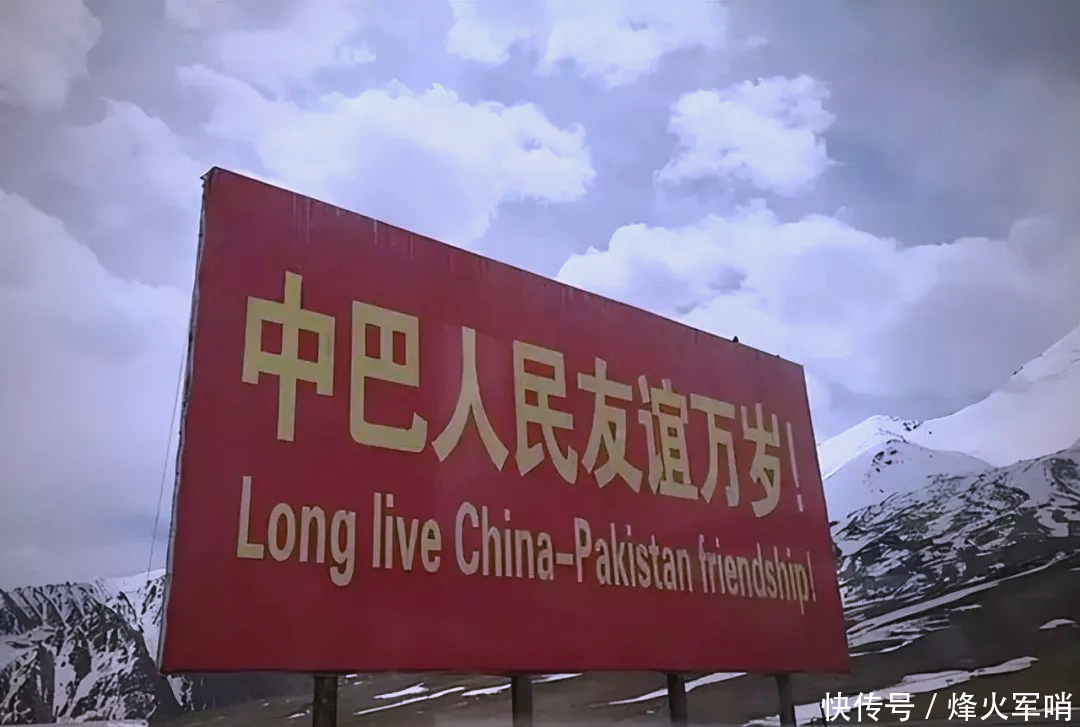 中巴人民友谊万岁!
Long live China-Pakistan friendship!
快传号/烽火军哨